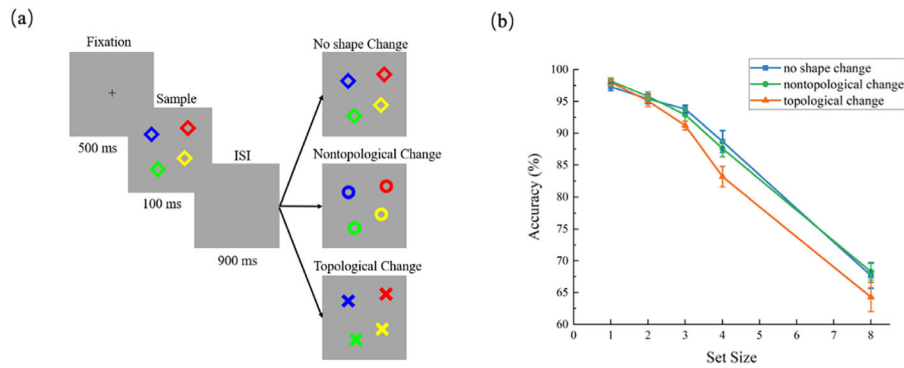 (a)
Fixation
500 ms
Sample
100 ms
ISI
900 ms
No shape Change
Nontopological Change
Topological Change
(b)
Accuracy (%)
100
95
90
85
80
75
70
65
60
no shape change
nontopological change
topological change
0 1 2 3 4 5 6 7 8
Set Size